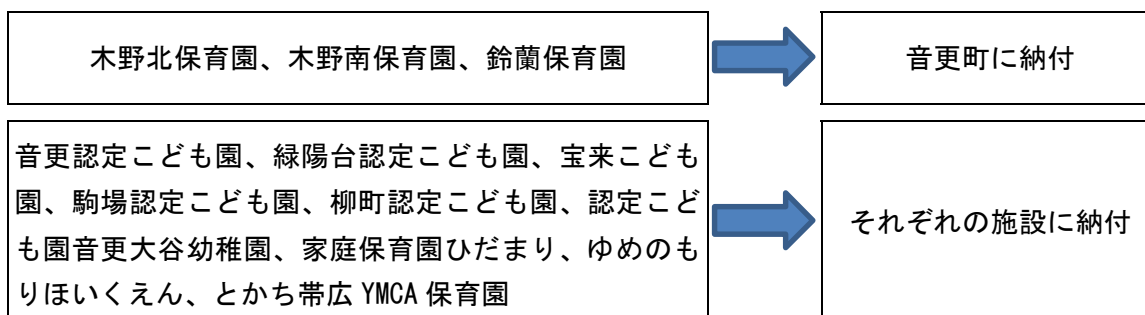 木野北保育園、木野南保育園、鈴蘭保育園
音更町に納付
音更認定こども園、緑陽台認定こども園、宝来こども
園、駒場認定こども園、柳町認定こども園、認定こど
も園音更大谷幼稚園、家庭保育園ひだまり、ゆめのも
りほいくえん、とかち帯広 YMCA 保育園
それぞれの施設に納付